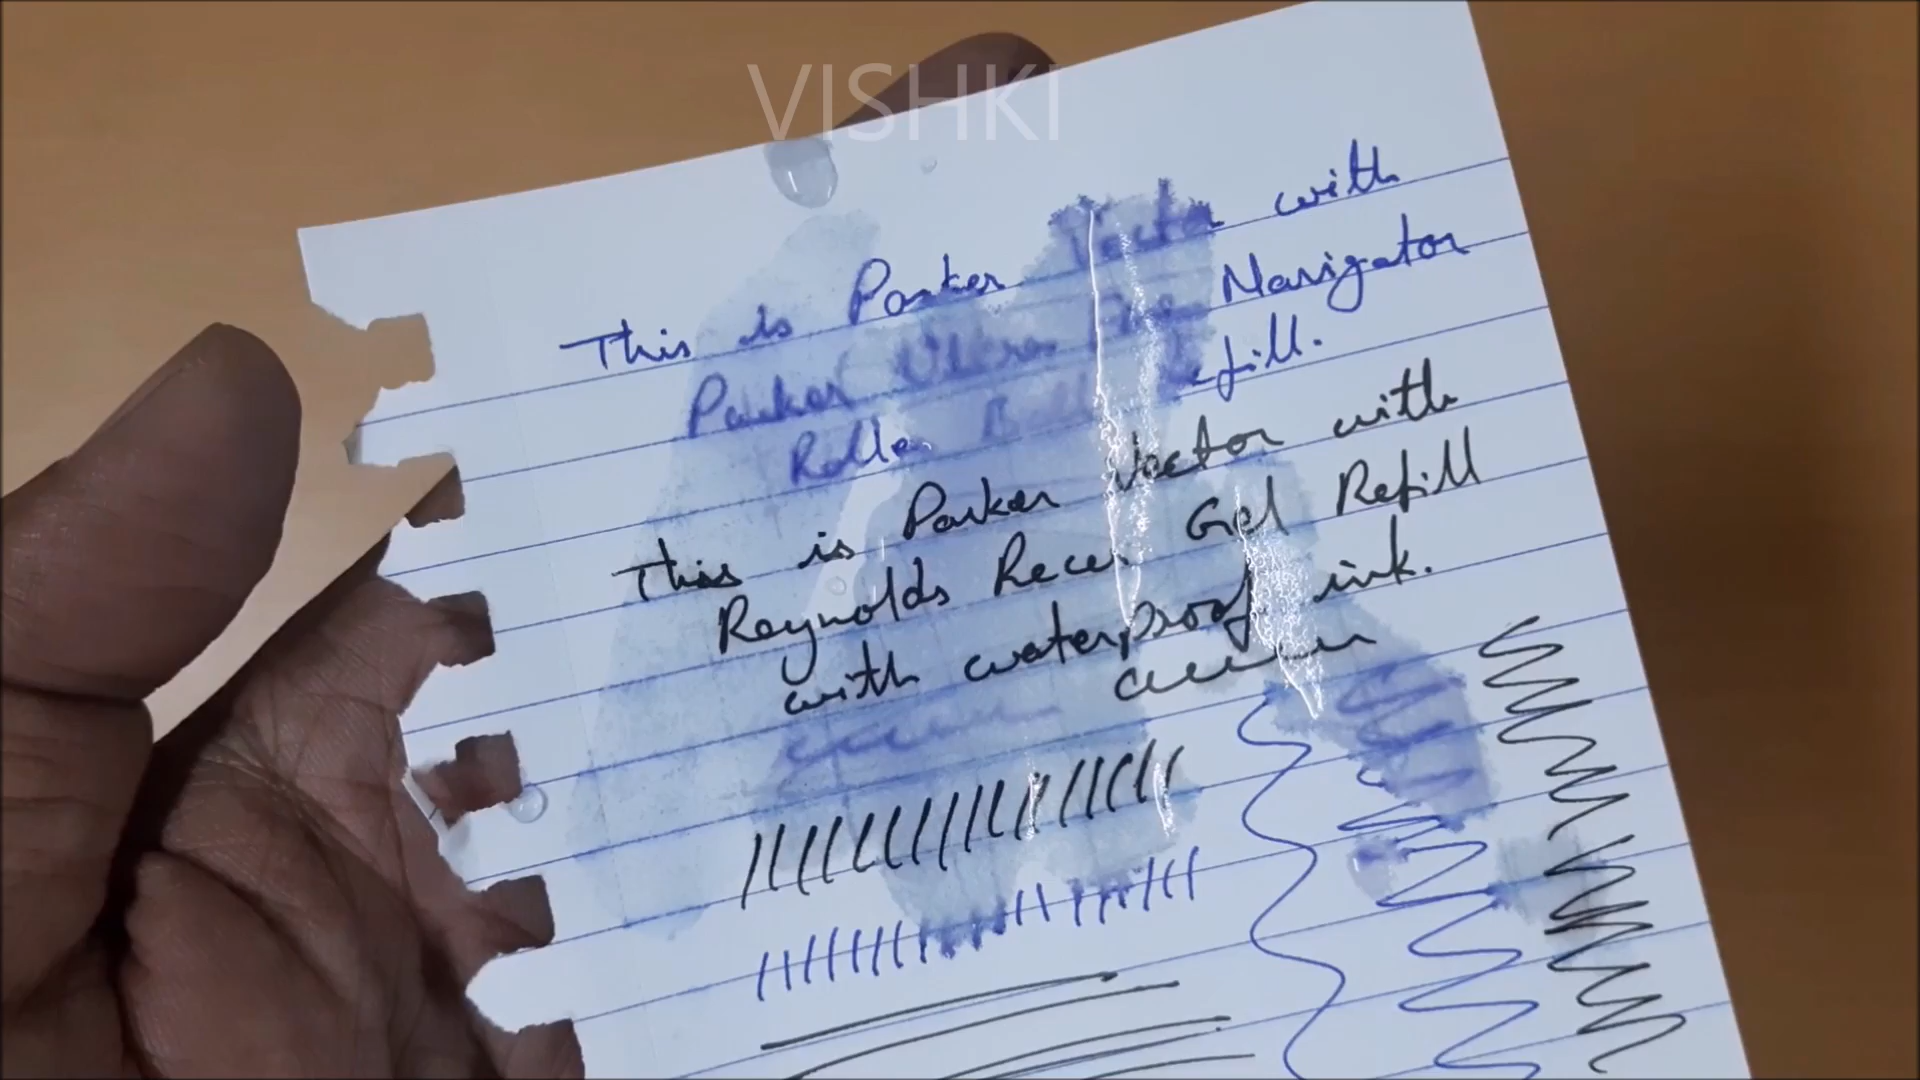 VISHKI
This is Parker Vector with
Parker Ultra Navigator
Roller Ball Refill.
This is Parker Vector with
Reynolds Racer Gel Refill
with waterproof ink.